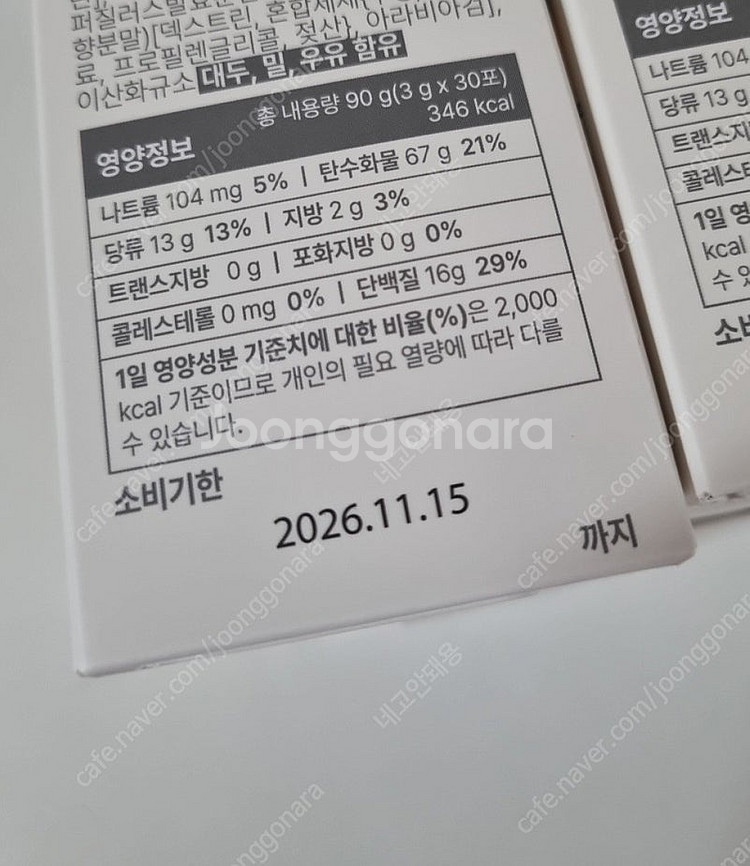 퍼칠러스발효분말
향분말)[덱스트린, 혼합제제{ 아라비아검],
료, 프로필렌글리콜, 젖산},
이산화규소 대두, 밀, 우유 함유
영양정보
총 내용량 90 g(3 g x 30포)
346 kcal
나트륨 104 mg 5% | 탄수화물 67 g 21%
당류 13 g 13% | 지방 2 g 3%
트랜스지방 0 g | 포화지방 0 g 0%
콜레스테롤 0 mg 0% | 단백질 16g 29%
1일 영양성분 기준치에 대한 비율(%)은 2,000
kcal 기준이므로 개인의 필요 열량에 따라 다를
수 있습니다.
소비기한
2026.11.15
까지
영양정보
나트륨 104
당류 13 g
트랜스지
콜레스테
1일 영
kcal
수 있
소비
joonggonara
cafe.naver.com/joonggonara
네고안돼용